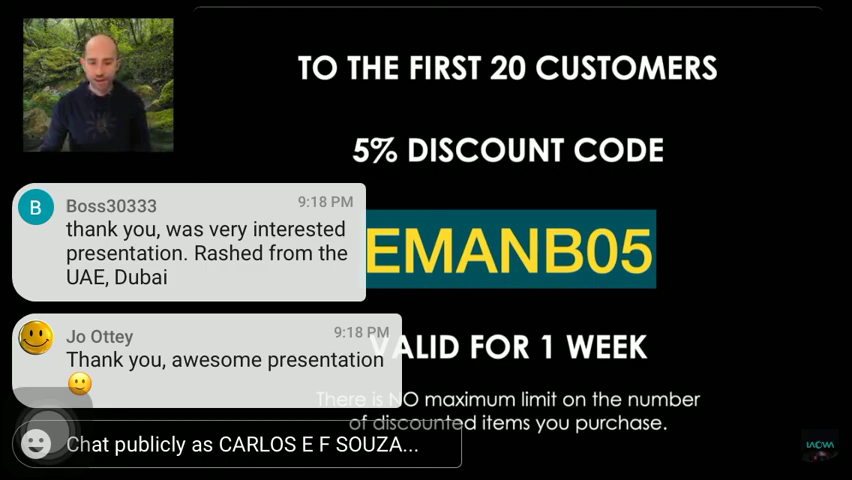 TO THE FIRST 20 CUSTOMERS
5% DISCOUNT CODE
B
Boss30333
9:18 PM
thank you, was very interested
presentation. Rashed from the
UAE, Dubai
EMANB05
Jo Ottey
9:18 PM
Thank you, awesome presentation
VALID FOR 1 WEEK
There is NO maximum limit on the number
of discounted items you purchase.
Chat publicly as CARLOS E F SOUZA...